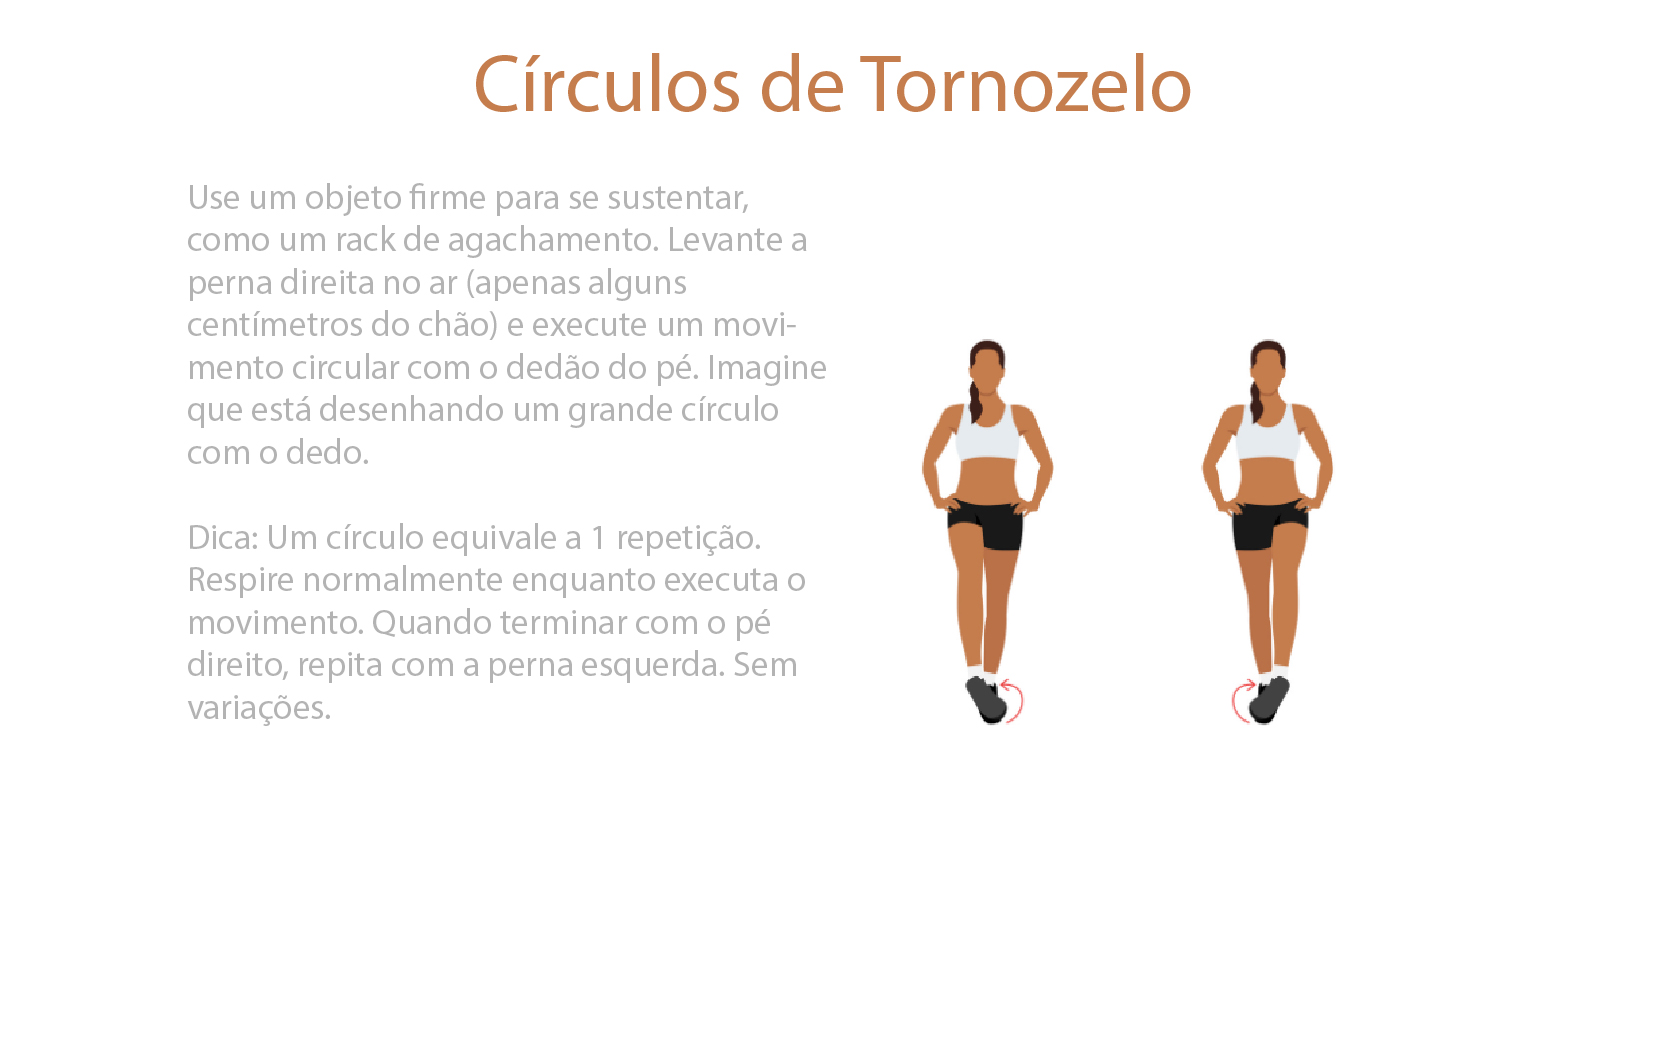 Círculos de Tornozelo
Use um objeto firme para se sustentar,
como um rack de agachamento. Levante a
perna direita no ar (apenas alguns
centímetros do chão) e execute um movi-
mento circular com o dedão do pé. Imagine
que está desenhando um grande círculo
com o dedo.
Dica: Um círculo equivale a 1 repetição.
Respire normalmente enquanto executa o
movimento. Quando terminar com o pé
direito, repita com a perna esquerda. Sem
variações.